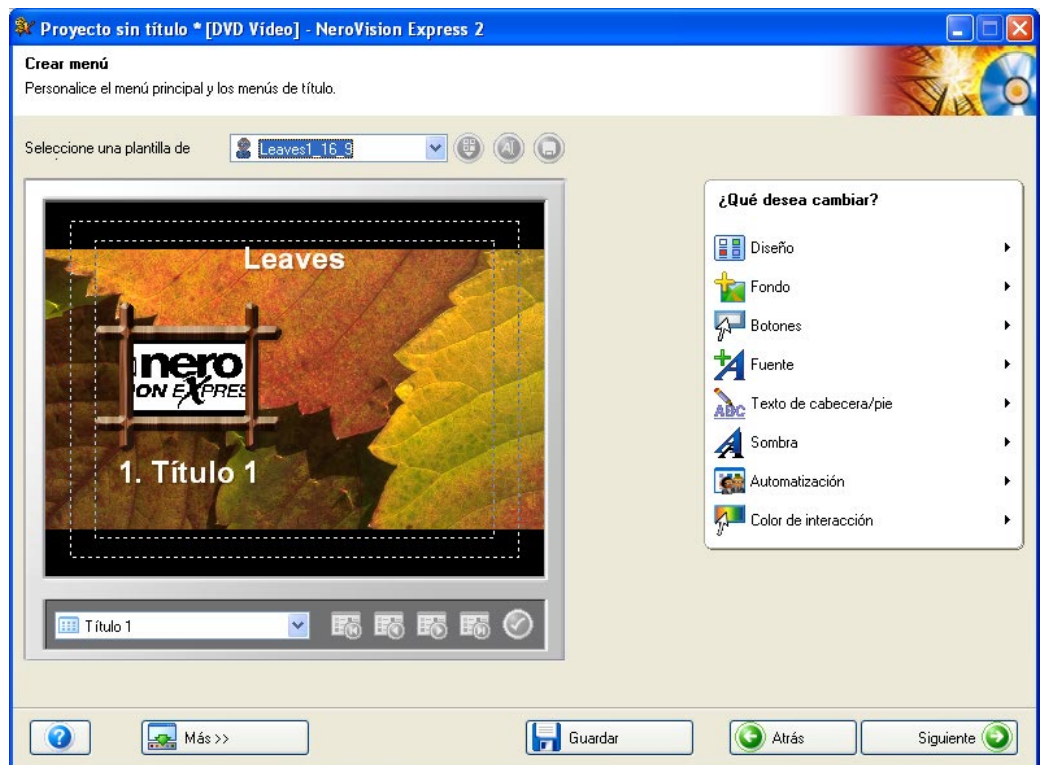 Proyecto sin título * [DVD Vídeo] - NeroVision Express 2
Crear menú
Personalice el menú principal y los menús de título.
Seleccione una plantilla de
Leaves1_16_9
Leaves
nero
ON EXPRES
1. Título 1
Título 1
¿Qué desea cambiar?
Diseño
Fondo
Botones
Fuente
ABC
Texto de cabecera/pie
Sombra
Automatización
Color de interacción
Más >>
Guardar
Atrás
Siguiente